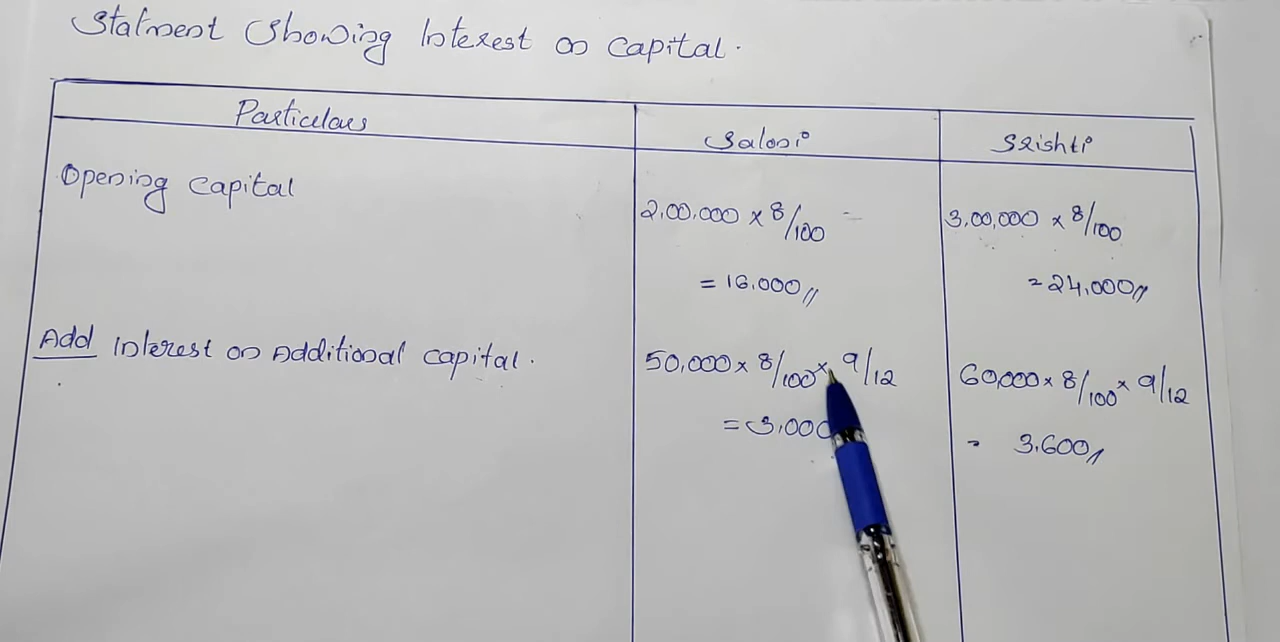 Statment Showing Interest on Capital.
Particulars
Saloni
Srishti
Opening Capital
2,00,000 × 8/100
3,00,000 × 8/100
= 16,000//
= 24,000//
Add Interest on Additional Capital.
50,000 × 8/100 × 9/12
60,000 × 8/100 × 9/12
= 3,000
= 3,600//